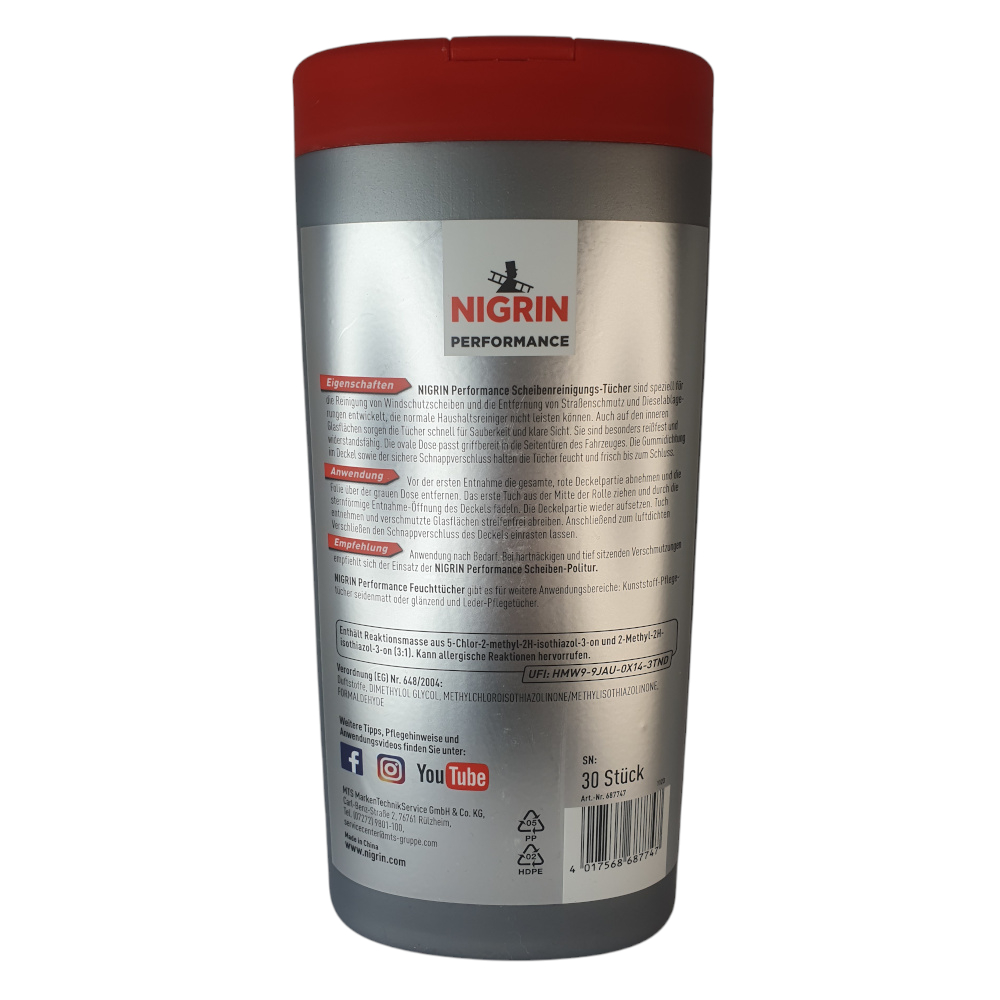 NIGRIN
PERFORMANCE
Eigenschaften NIGRIN Performance Scheibenreinigungs-Tücher sind speziell für
die Reinigung von Windschutzscheiben und die Entfernung von Straßenschmutz und Dieselablage-
rungen entwickelt, die normale Haushaltsreiniger nicht leisten können. Auch auf den inneren
Glasflächen sorgen die Tücher schnell für Sauberkeit und klare Sicht. Sie sind besonders reißfest und
widerstandsfähig. Die ovale Dose passt griffbereit in die Seitentüren des Fahrzeuges. Die Gummidichtung
im Deckel sowie der sichere Schnappverschluss halten die Tücher feucht und frisch bis zum Schluss.
Anwendung Vor der ersten Entnahme die gesamte, rote Deckelpartie abnehmen und die
Folie über der grauen Dose entfernen. Das erste Tuch aus der Mitte der Rolle ziehen und durch die
sternförmige Entnahme-Öffnung des Deckels fädeln. Die Deckelpartie wieder aufsetzen. Tuch
entnehmen und verschmutzte Glasflächen streifenfrei abreiben. Anschließend zum luftdichten
Verschließen den Schnappverschluss des Deckels einrasten lassen.
Empfehlung Anwendung nach Bedarf. Bei hartnäckigen und tief sitzenden Verschmutzungen
empfiehlt sich der Einsatz der NIGRIN Performance Scheiben-Politur.
NIGRIN Performance Feuchttücher gibt es für weitere Anwendungsbereiche: Kunststoff-Pflege-
tücher seidenmatt oder glänzend und Leder-Pflegetücher.
Enthält Reaktionsmasse aus 5-Chlor-2-methyl-2H-isothiazol-3-on und 2-Methyl-2H-
isothiazol-3-on (3:1). Kann allergische Reaktionen hervorrufen.
UFI: HMW9-9JAU-0X14-3TND
Verordnung (EG) Nr. 648/2004:
Duftstoffe, DIMETHYLOL GLYCOL, METHYLCHLOROISOTHIAZOLINONE/METHYLISOTHIAZOLINONE,
FORMALDEHYDE
Weitere Tipps, Pflegehinweise und
Anwendungsvideos finden Sie unter:
f
YouTube
MTS MarkenTechnikService GmbH & Co. KG,
Carl-Benz-Straße 2, 76761 Rülzheim,
Tel. (07272) 9801-100,
servicecenter@mts-gruppe.com
Made in China
www.nigrin.com
05
PP
02
HDPE
SN:
30 Stück
Art.-Nr. 687747
4 017568 687747